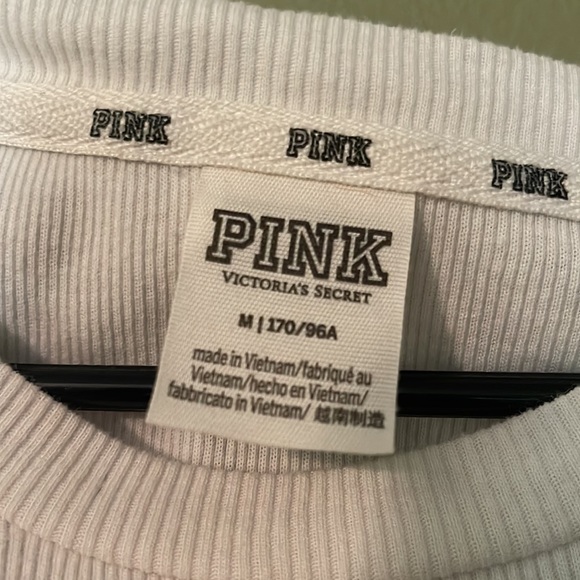 PINK PINK PINK
PINK
VICTORIA'S SECRET
M | 170/96A
made in Vietnam/fabriqué au
Vietnam/hecho en Vietnam/
fabbricato in Vietnam/ 越南制造